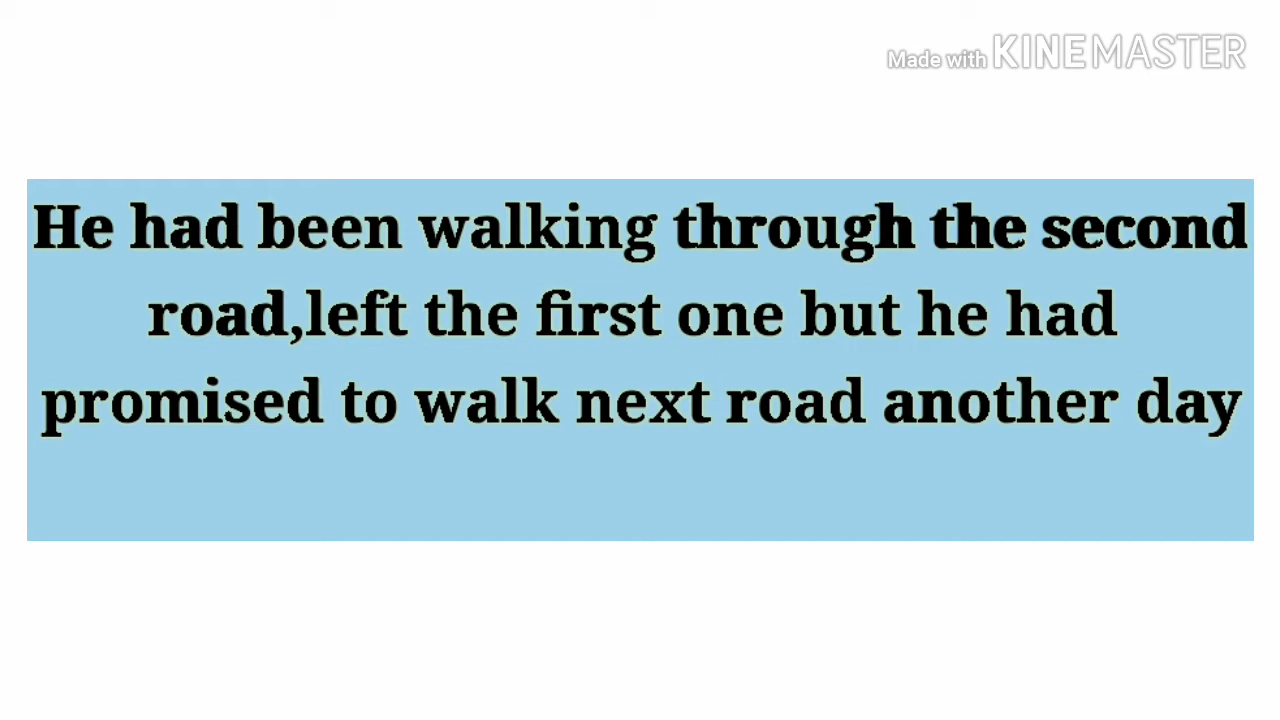 Made with KINEMASTER
He had been walking through the second
road,left the first one but he had
promised to walk next road another day